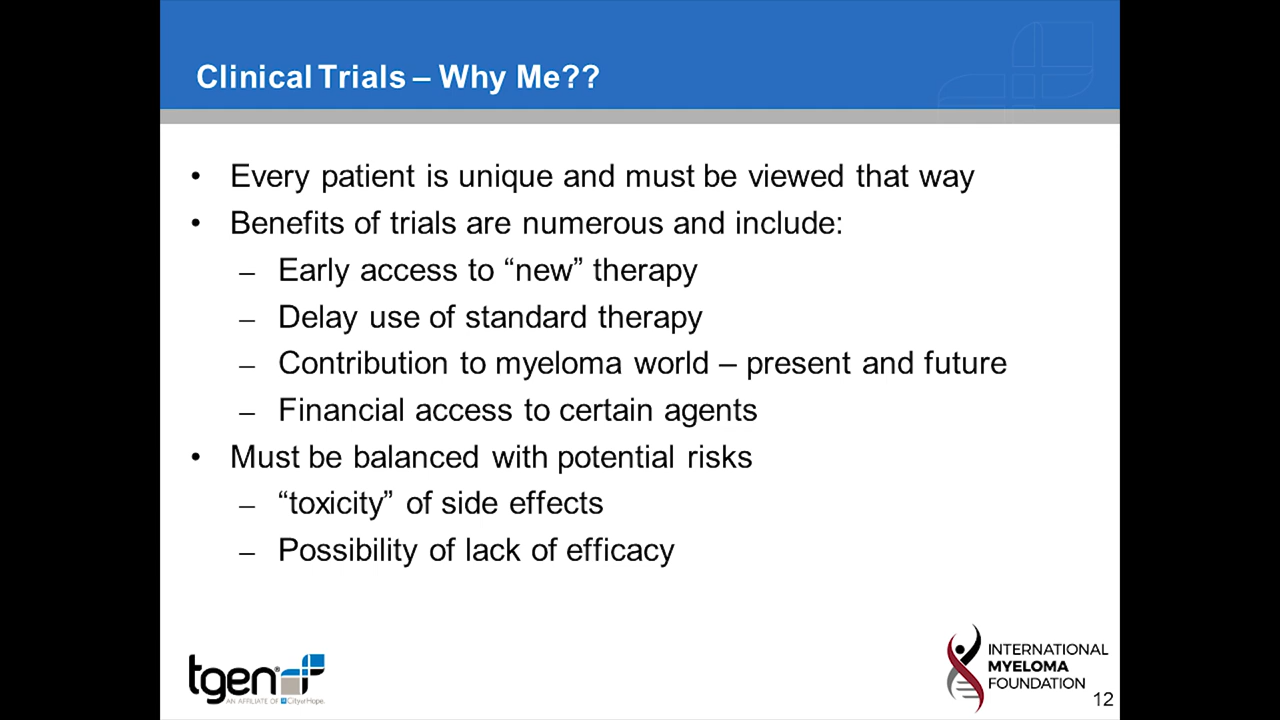 Clinical Trials – Why Me??
• Every patient is unique and must be viewed that way
• Benefits of trials are numerous and include:
– Early access to “new” therapy
– Delay use of standard therapy
– Contribution to myeloma world – present and future
– Financial access to certain agents
• Must be balanced with potential risks
– “toxicity” of side effects
– Possibility of lack of efficacy
tgen®
AN AFFILIATE OF City of Hope.
INTERNATIONAL
MYELOMA
FOUNDATION
12